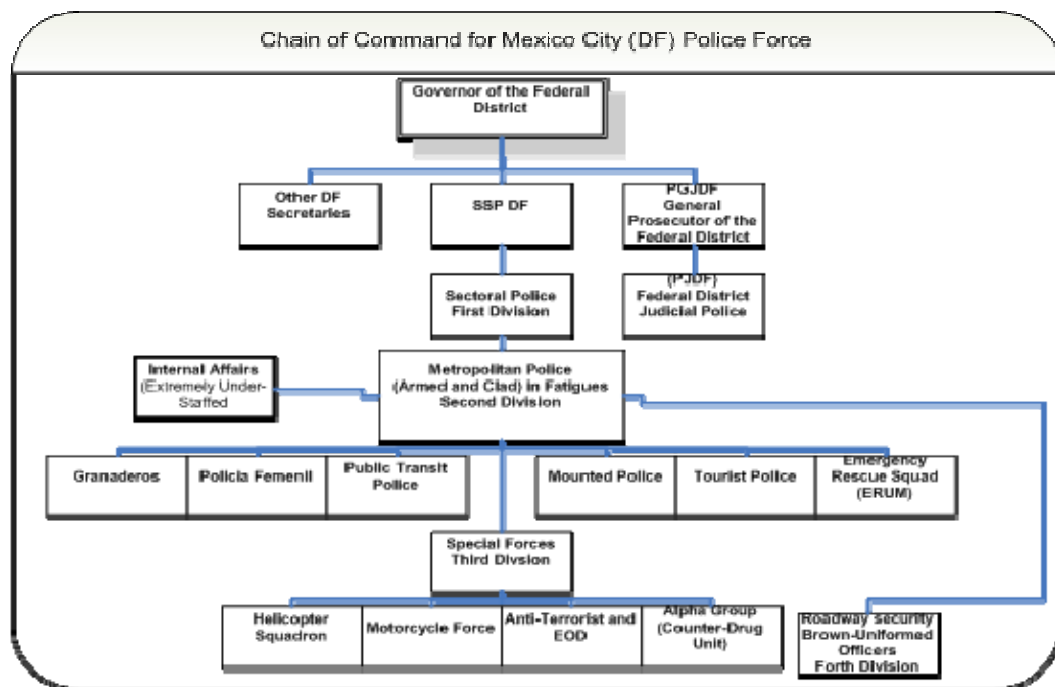 Chain of Command for Mexico City (DF) Police Force
Governor of the Federal
District
Other DF
Secretaries
SSP DF
PGJDF
General
Prosecutor of the
Federal District
Sectoral Police
First Division
(PJDF)
Federal District
Judicial Police
Internal Affairs
(Extremely Under-
Staffed
Metropolitan Police
(Armed and Clad) in Fatigues
Second Division
Granaderos
Policia Femenil
Public Transit
Police
Mounted Police
Tourist Police
Emergency
Rescue Squad
(ERUM)
Special Forces
Third Divsion
Helicopter
Squadron
Motorcycle Force
Anti-Terrorist and
EOD
Alpha Group
(Counter-Drug
Unit)
Roadway Security
Brown-Uniformed
Officers
Forth Division